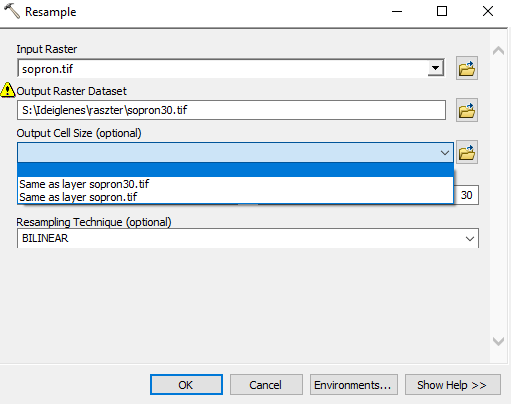 Resample
Input Raster
sopron.tif
Output Raster Dataset
S:\Ideiglenes\raszter\sopron30.tif
Output Cell Size (optional)
Same as layer sopron30.tif
Same as layer sopron.tif
30
Resampling Technique (optional)
BILINEAR
OK Cancel Environments... Show Help >>